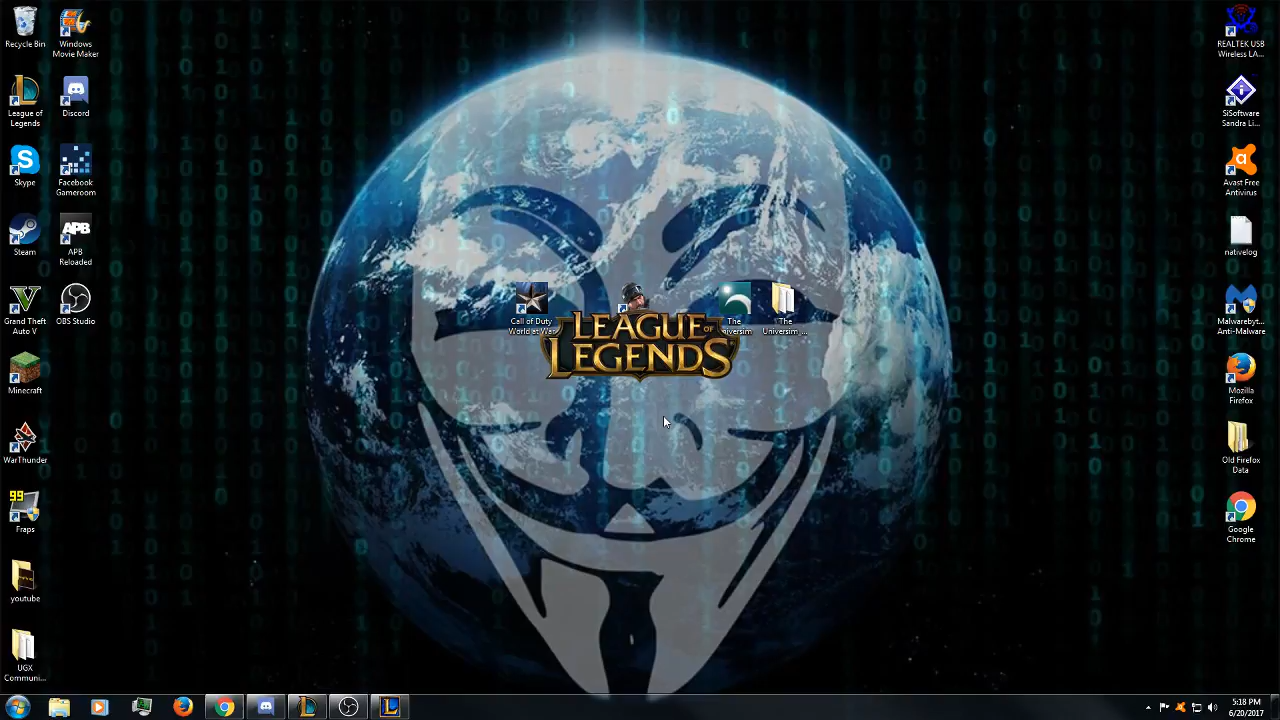 Recycle Bin
Windows
Movie Maker
League of
Legends
Discord
Skype
Facebook
Gameroom
Steam
APB
APB
Reloaded
Grand Theft
Auto V
OBS Studio
Minecraft
WarThunder
99
Fraps
youtube
UGX
Communi...
Call of Duty
World at War
LEAGUE OF
LEGENDS
The
Universim
The
Universim_...
REALTEK USB
Wireless LA...
SiSoftware
Sandra Li...
Avast Free
Antivirus
nativelog
Malwarebyt...
Anti-Malware
Mozilla
Firefox
Old Firefox
Data
Google
Chrome
5:18 PM
6/20/2017